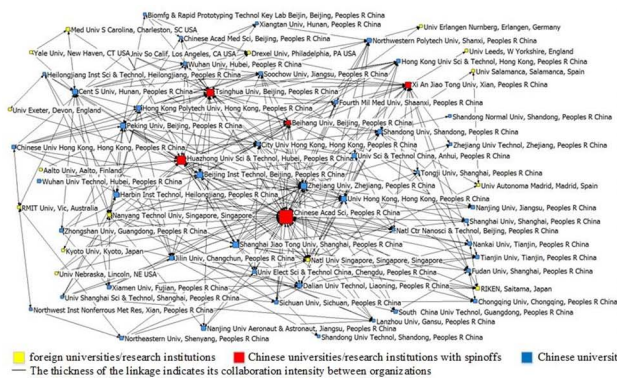 Biomfg & Rapid Prototyping Technol Key Lab Beijin, Beijing, Peoples R China
Med Univ S Carolina, Charleston, SC USA
Xiangtan Univ, Hunan, Peoples R China
Univ Erlangen Nurnberg, Erlangen, Germany
Chinese Acad Med Sci, Beijing, Peoples R China
Northwestern Polytech Univ, Shanxi, Peoples R China
Yale Univ, New Haven, CT USA
Univ So Calif, Los Angeles, CA USA
Drexel Univ, Philadelphia, PA USA
Univ Leeds, W Yorkshire, England
Wuhan Univ, Hubei, Peoples R China
Hong Kong Univ Sci & Technol, Hong Kong, Peoples R China
Heilongjiang Inst Sci & Technol, Heilongjiang, Peoples R China
Soochow Univ, Jiangsu, Peoples R China
Univ Salamanca, Salamanca, Spain
Cent S Univ, Hunan, Peoples R China
Tsinghua Univ, Beijing, Peoples R China
Xi An Jiao Tong Univ, Xian, Peoples R China
Univ Exeter, Devon, England
Hong Kong Polytech Univ, Hong Kong, Peoples R China
Fourth Mil Med Univ, Shaanxi, Peoples R China
Shandong Normal Univ, Shandong, Peoples R China
Peking Univ, Beijing, Peoples R China
Beihang Univ, Beijing, Peoples R China
Shandong Univ, Shandong, Peoples R China
Chinese Univ Hong Kong, Hong Kong, Peoples R China
City Univ Hong Kong, Hong Kong, Peoples R China
Zhejiang Univ Technol, Zhejiang, Peoples R China
Huazhong Univ Sci & Technol, Hubei, Peoples R China
Univ Sci & Technol China, Anhui, Peoples R China
Aalto Univ, Aalto, Finland
Beijing Inst Technol, Beijing, Peoples R China
Tongji Univ, Shanghai, Peoples R China
Wuhan Univ Technol, Hubei, Peoples R China
Zhejiang Univ, Zhejiang, Peoples R China
Univ Autonoma Madrid, Madrid, Spain
Harbin Inst Technol, Heilongjiang, Peoples R China
Univ Hong Kong, Hong Kong, Peoples R China
RMIT Univ, Vic, Australia
Nanyang Technol Univ, Singapore, Singapore
Chinese Acad Sci, Peoples R China
Nanjing Univ, Jiangsu, Peoples R China
Zhongshan Univ, Guangdong, Peoples R China
Shanghai Univ, Shanghai, Peoples R China
Natl Ctr Nanosci & Technol, Beijing, Peoples R China
Kyoto Univ, Kyoto, Japan
Shanghai Jiao Tong Univ, Shanghai, Peoples R China
Nankai Univ, Tianjin, Peoples R China
Jilin Univ, Changchun, Peoples R China
Natl Univ Singapore, Singapore, Singapore
Tianjin Univ, Tianjin, Peoples R China
Univ Nebraska, Lincoln, NE USA
Univ Elect Sci & Technol China, Chengdu, Peoples R China
Fudan Univ, Shanghai, Peoples R China
Xiamen Univ, Fujian, Peoples R China
Dalian Univ Technol, Liaoning, Peoples R China
RIKEN, Saitama, Japan
Univ Shanghai Sci & Technol, Shanghai, Peoples R China
Sichuan Univ, Sichuan, Peoples R China
Chongqing Univ, Chongqing, Peoples R China
Northwest Inst Nonferrous Met Res, Xian, Peoples R China
South China Univ Technol, Guangdong, Peoples R China
Lanzhou Univ, Gansu, Peoples R China
Nanjing Univ Aeronaut & Astronaut, Jiangsu, Peoples R China
Northeastern Univ, Shenyang, Peoples R China
Shandong Univ Technol, Shandong, Peoples R China
foreign universities/research institutions
Chinese universities/research institutions with spinoffs
Chinese universit
The thickness of the linkage indicates its collaboration intensity between organizations